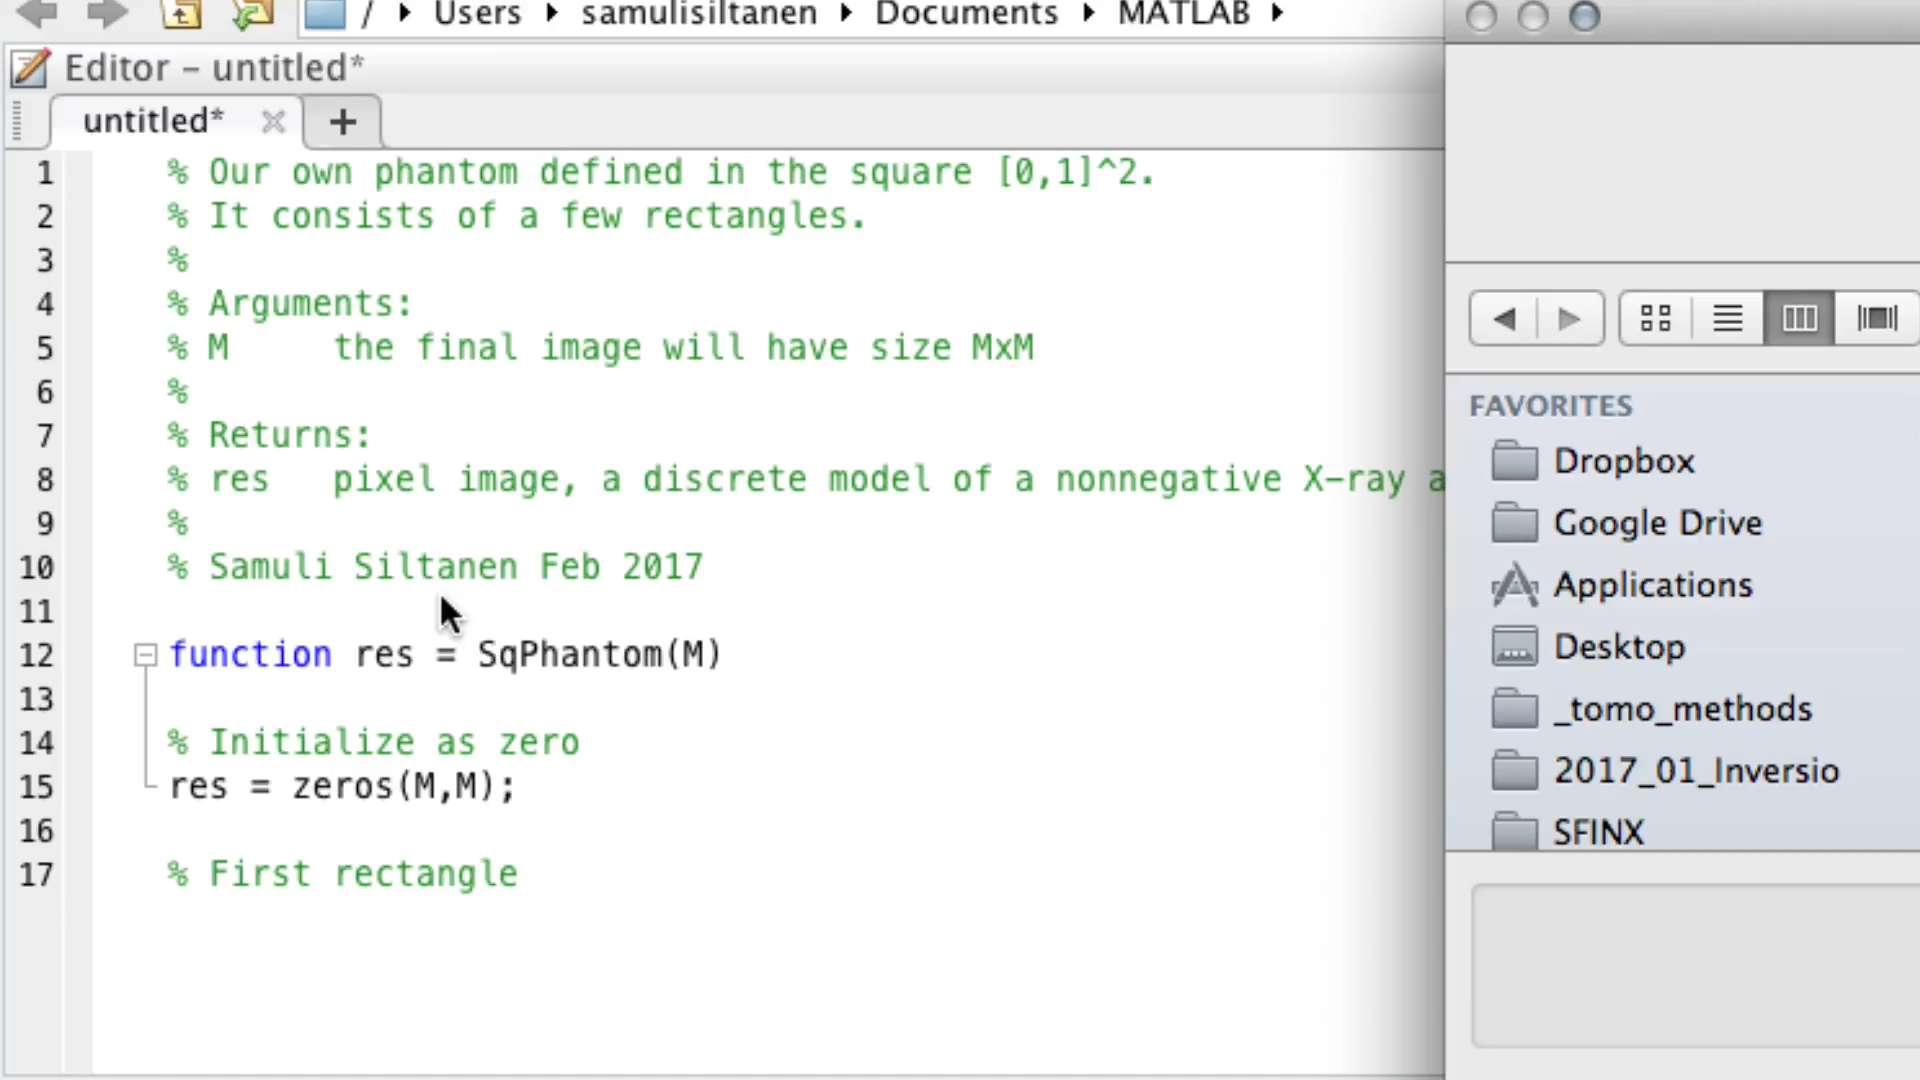 / Users samulisiltanen Documents MATLAB
Editor – untitled*
untitled* +
1 % Our own phantom defined in the square [0,1]^2.
2 % It consists of a few rectangles.
3 %
4 % Arguments:
5 % M the final image will have size MxM
6 %
7 % Returns:
8 % res pixel image, a discrete model of a nonnegative X-ray a
9 %
10 % Samuli Siltanen Feb 2017
11
12 function res = SqPhantom(M)
13
14 % Initialize as zero
15 res = zeros(M,M);
16
17 % First rectangle
FAVORITES
Dropbox
Google Drive
Applications
Desktop
_tomo_methods
2017_01_Inversio
SFINX